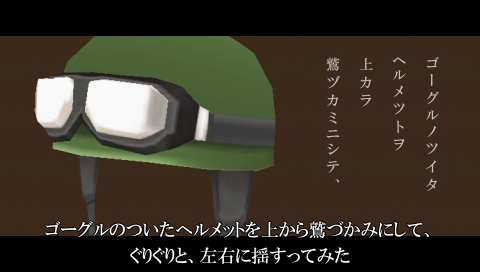 ゴーグルノツイタ
ヘルメツトヲ
上カラ
鷲ヅカミニシテ、
ゴーグルのついたヘルメットを上から鷲づかみにして、
ぐりぐりと、左右に揺すってみた